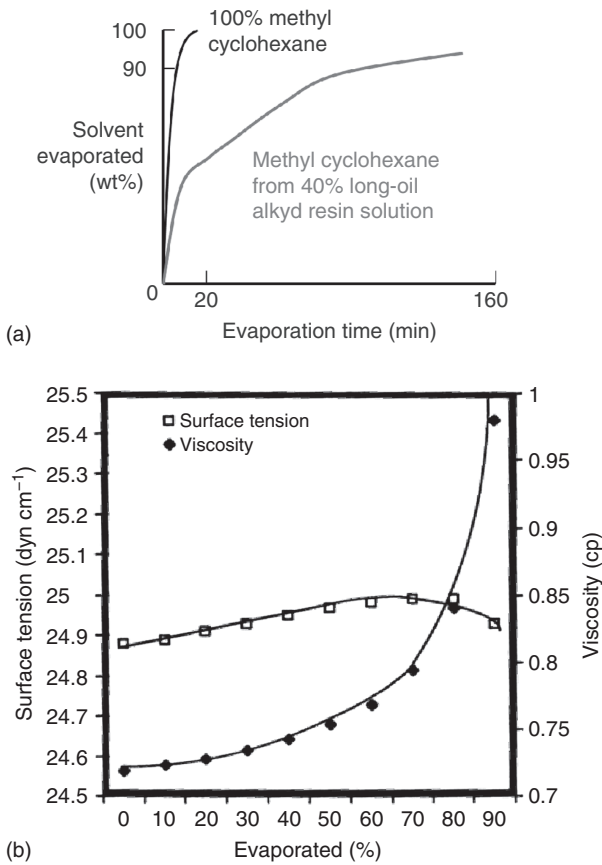 100
90
0
Solvent
evaporated
(wt%)
100% methyl
cyclohexane
Methyl cyclohexane
from 40% long-oil
alkyd resin solution
20
160
Evaporation time (min)
(a)
25.5
25.4
25.3
25.2
25.1
25
24.9
24.8
24.7
24.6
24.5
Surface tension (dyn cm⁻¹)
Surface tension
Viscosity
1
0.95
0.9
0.85
0.8
0.75
0.7
Viscosity (cp)
0 10 20 30 40 50 60 70 80 90
Evaporated (%)
(b)